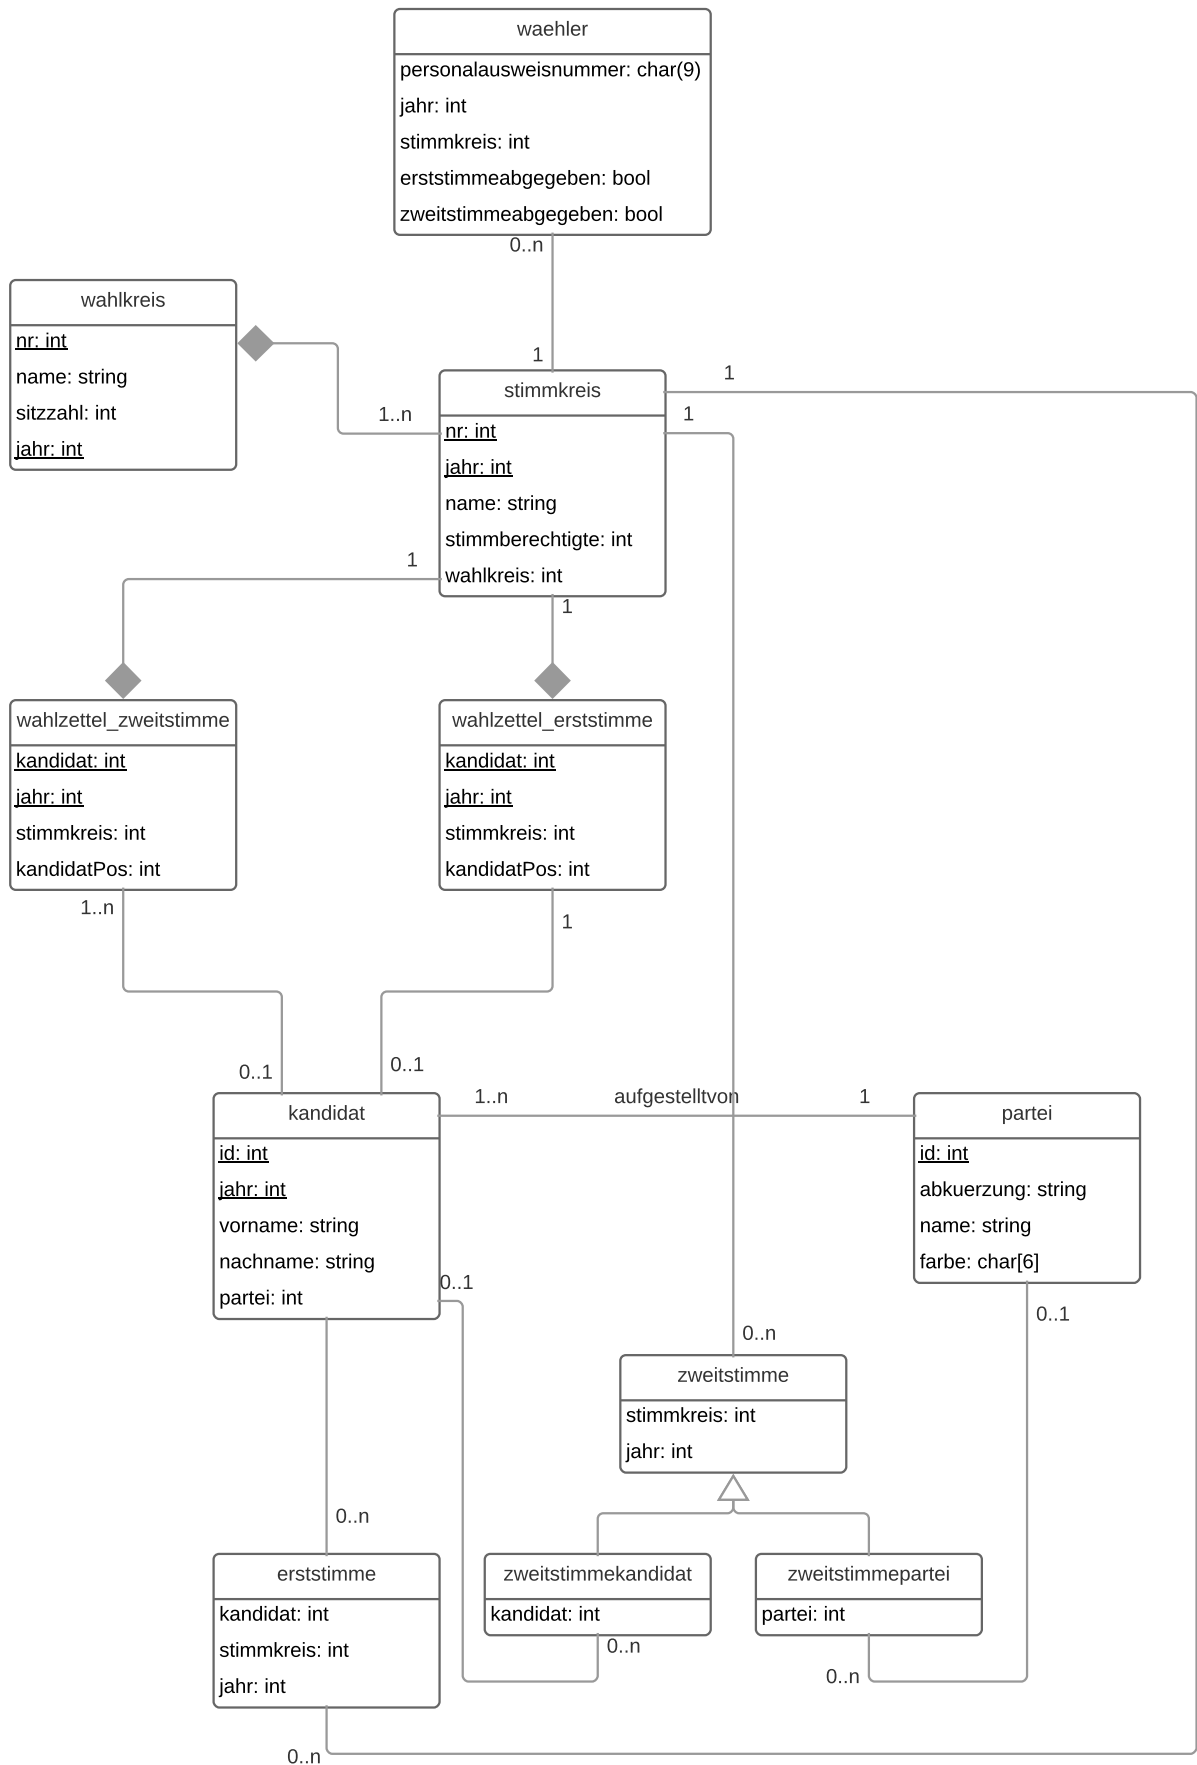 waehler
personalausweisnummer: char(9)
jahr: int
stimmkreis: int
erststimmeabgegeben: bool
zweitstimmeabgegeben: bool
0..n
wahlkreis
nr: int
name: string
sitzzahl: int
jahr: int
1..n
1
stimmkreis
nr: int
jahr: int
name: string
stimmberechtigte: int
wahlkreis: int
1
1
1
1
wahlzettel_zweitstimme
kandidat: int
jahr: int
stimmkreis: int
kandidatPos: int
1..n
wahlzettel_erststimme
kandidat: int
jahr: int
stimmkreis: int
kandidatPos: int
1
0..1
0..1
kandidat
id: int
jahr: int
vorname: string
nachname: string
partei: int
1..n
aufgestelltvon
1
partei
id: int
abkuerzung: string
name: string
farbe: char[6]
0..1
0..1
0..n
zweitstimme
stimmkreis: int
jahr: int
0..n
erststimme
kandidat: int
stimmkreis: int
jahr: int
zweitstimmekandidat
kandidat: int
0..n
zweitstimmepartei
partei: int
0..n
0..n